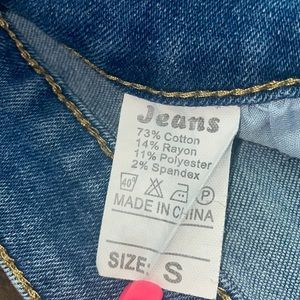 Jeans
73% Cotton
14% Rayon
11% Polyester
2% Spandex
40° P
MADE IN CHINA
SIZE: S